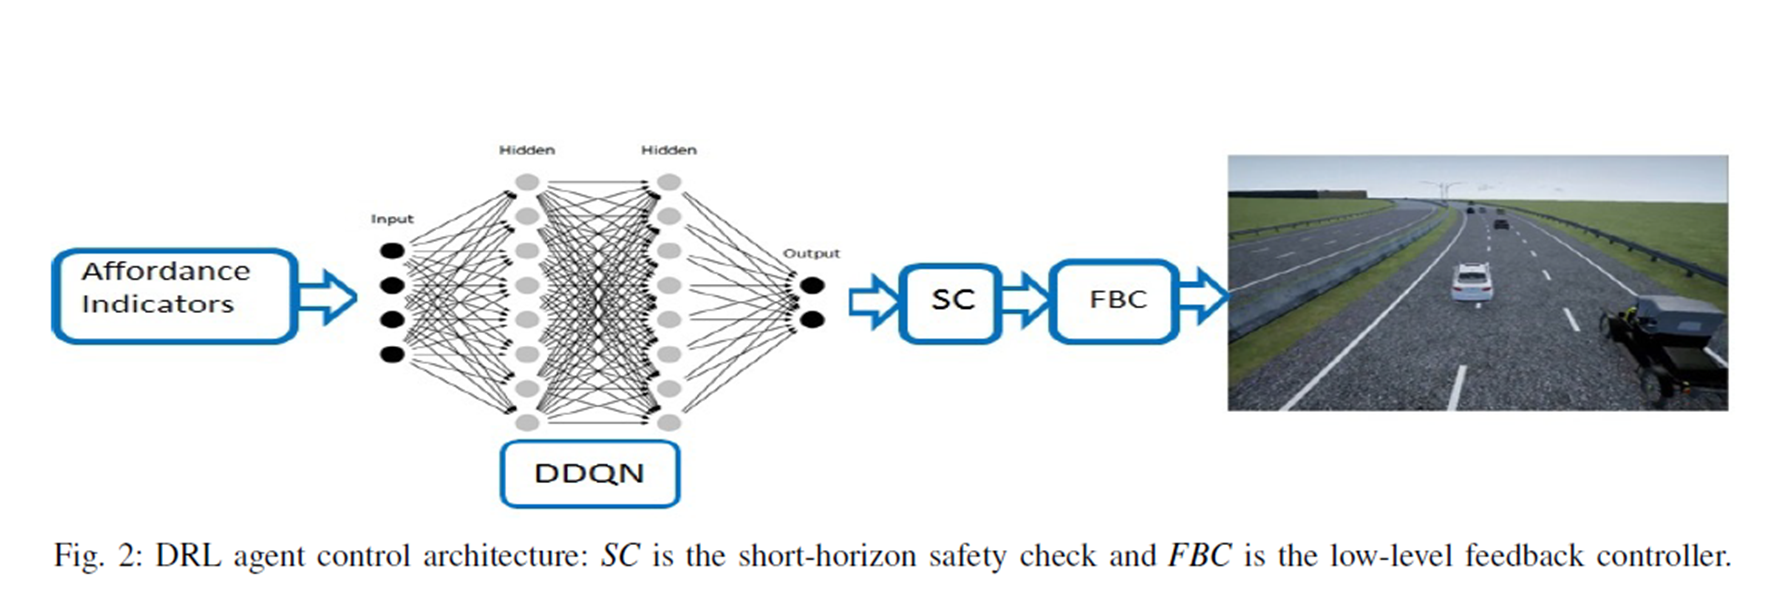 Hidden Hidden
Input
Output
Affordance
Indicators
SC
FBC
DDQN
Fig. 2: DRL agent control architecture: SC is the short-horizon safety check and FBC is the low-level feedback controller.